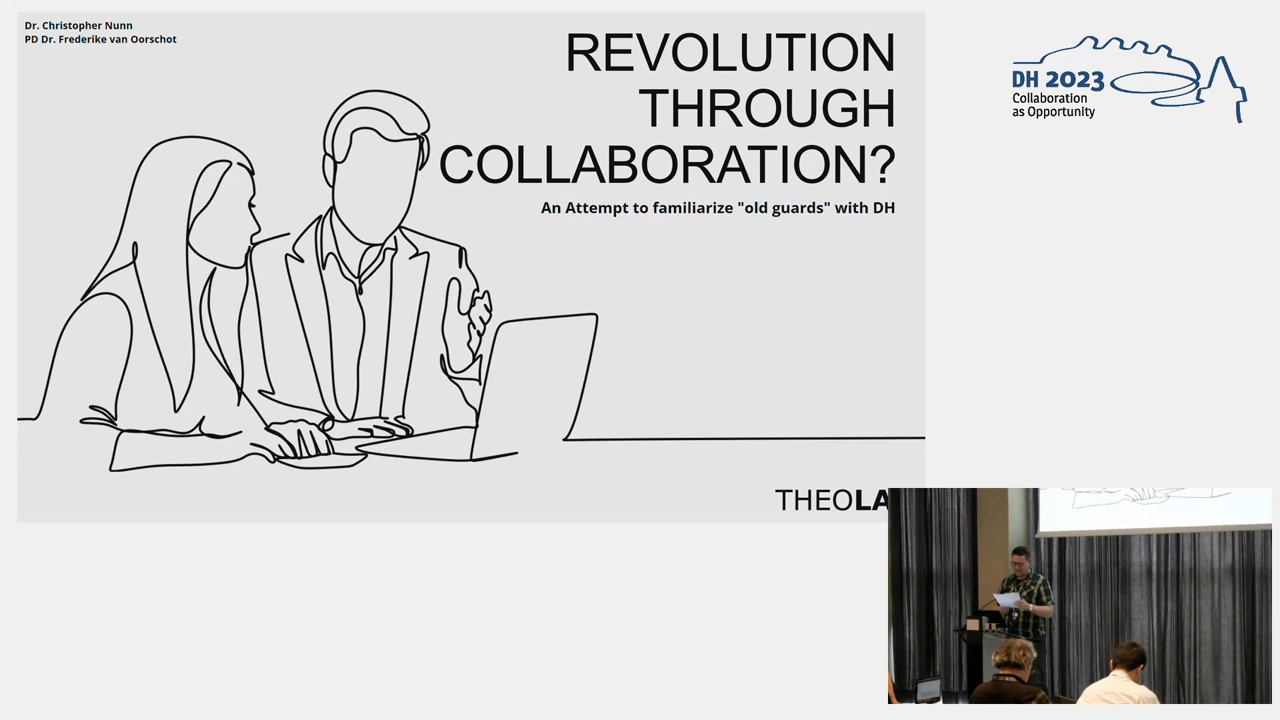 Dr. Christopher Nunn
PD Dr. Frederike van Oorschot
REVOLUTION
THROUGH
COLLABORATION?
An Attempt to familiarize "old guards" with DH
THEOLA
DH 2023
Collaboration
as Opportunity